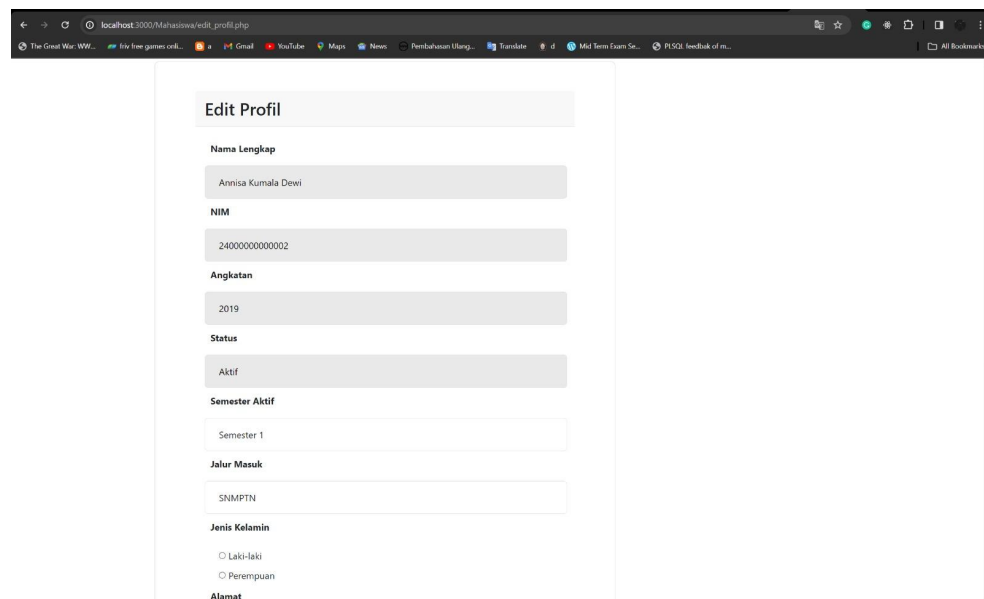 localhost:3000/Mahasiswa/edit_profil.php
The Great War: WW... friv free games onli... a Gmail YouTube Maps News Pembahasan Ulang... Translate d Mid Term Exam Se... PLSQL feedbak of m... All Bookmarks
Edit Profil
Nama Lengkap
Annisa Kumala Dewi
NIM
24000000000002
Angkatan
2019
Status
Aktif
Semester Aktif
Semester 1
Jalur Masuk
SNMPTN
Jenis Kelamin
Laki-laki
Perempuan
Alamat